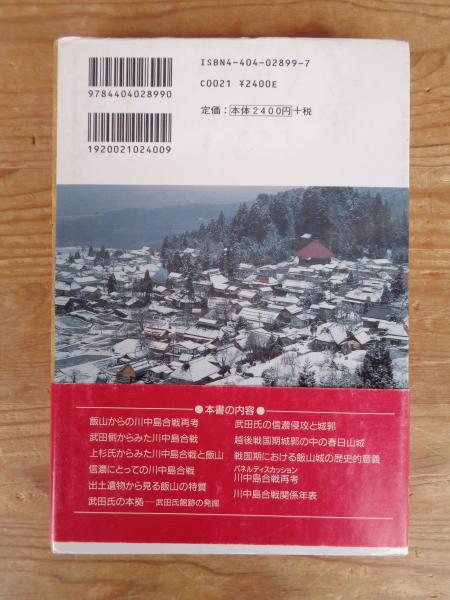 ISBN4-404-02899-7
C0021 ¥2400E
定価：本体2400円＋税
9784404028990
1920021024009
●本書の内容●
飯山からの川中島合戦再考
武田側からみた川中島合戦
上杉氏からみた川中島合戦と飯山
信濃にとっての川中島合戦
出土遺物から見る飯山の特質
武田氏の本拠―武田氏館跡の発掘
武田氏の信濃侵攻と城郭
越後戦国期城郭の中の春日山城
戦国期における飯山城の歴史的意義
パネルディスカッション
川中島合戦再考
川中島合戦関係年表